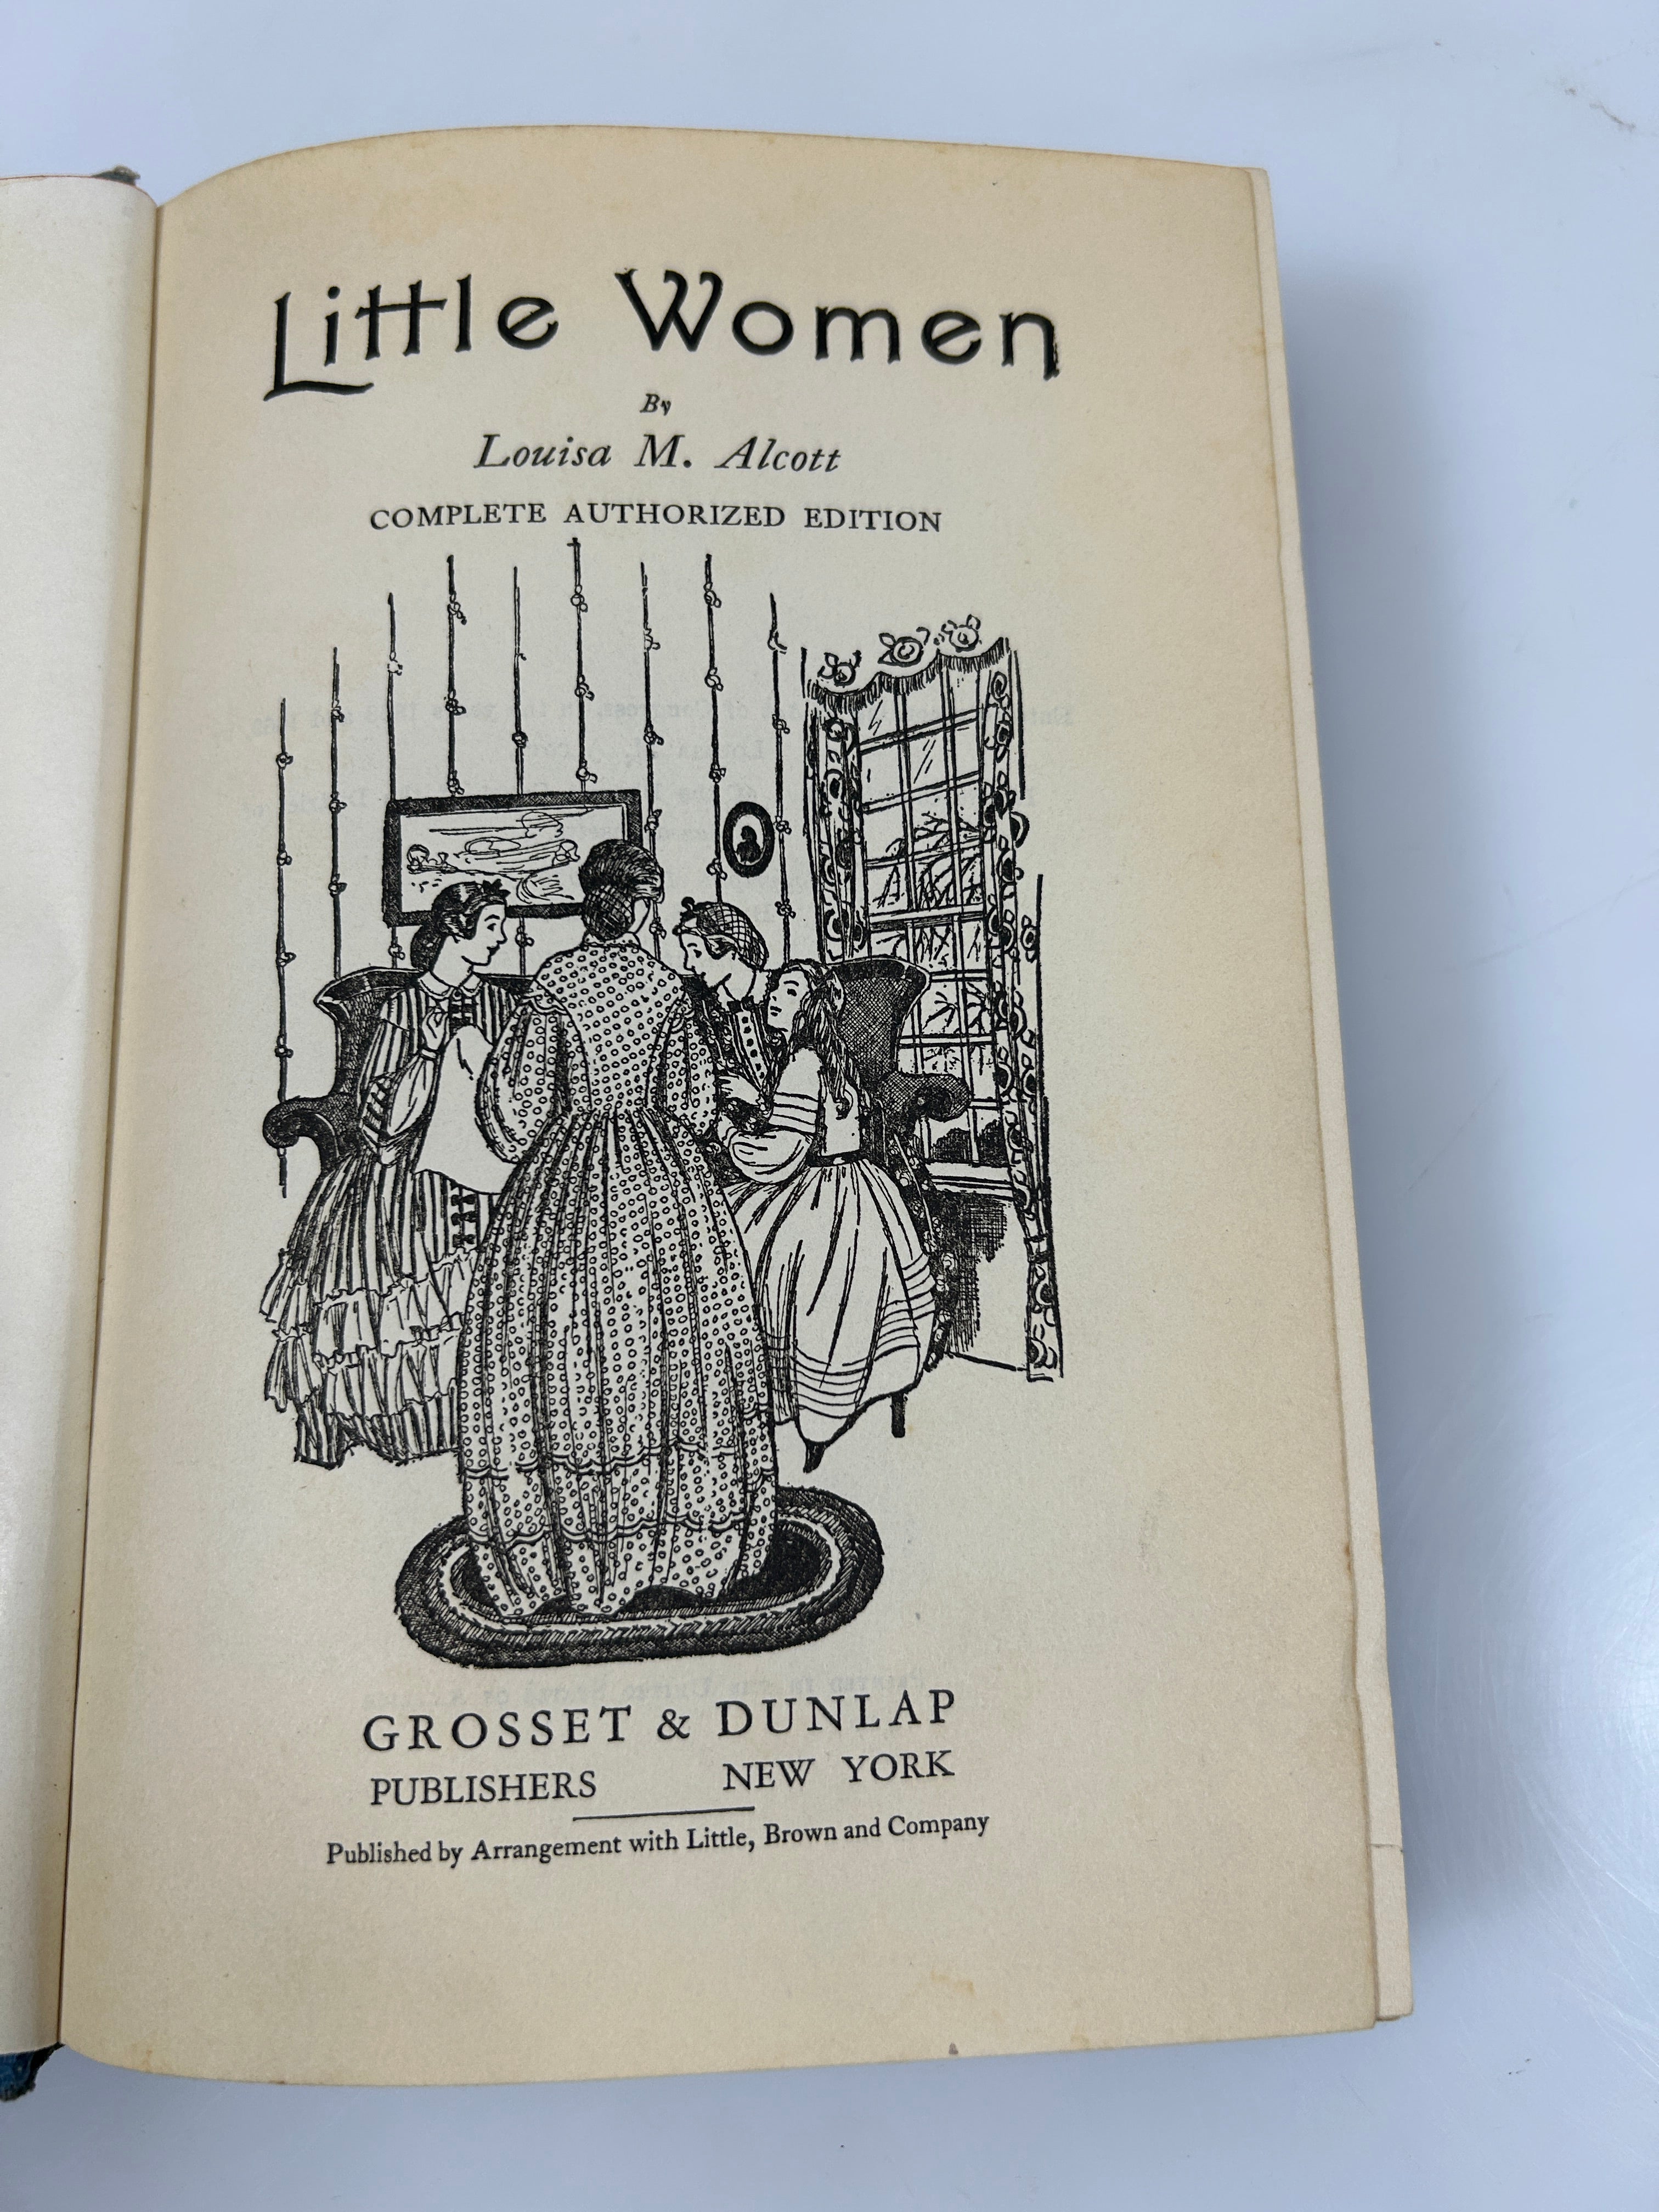 Little Women
By
Louisa M. Alcott
COMPLETE AUTHORIZED EDITION
GROSSET & DUNLAP
PUBLISHERS NEW YORK
Published by Arrangement with Little, Brown and Company